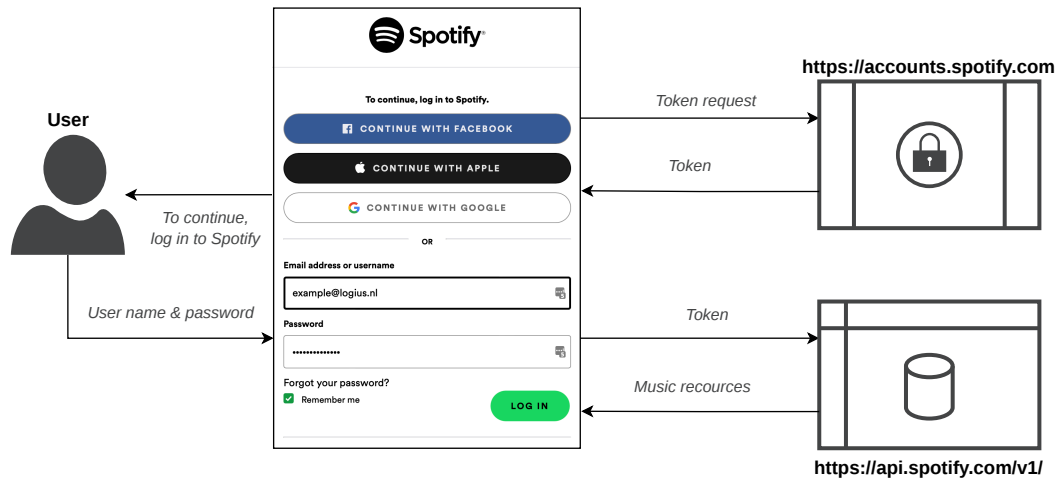 User
To continue,
log in to Spotify
User name & password
Spotify®
To continue, log in to Spotify.
CONTINUE WITH FACEBOOK
CONTINUE WITH APPLE
CONTINUE WITH GOOGLE
OR
Email address or username
example@logius.nl
Password
••••••••••••••
Forgot your password?
Remember me
LOG IN
Token request
Token
Token
Music recources
https://accounts.spotify.com
https://api.spotify.com/v1/